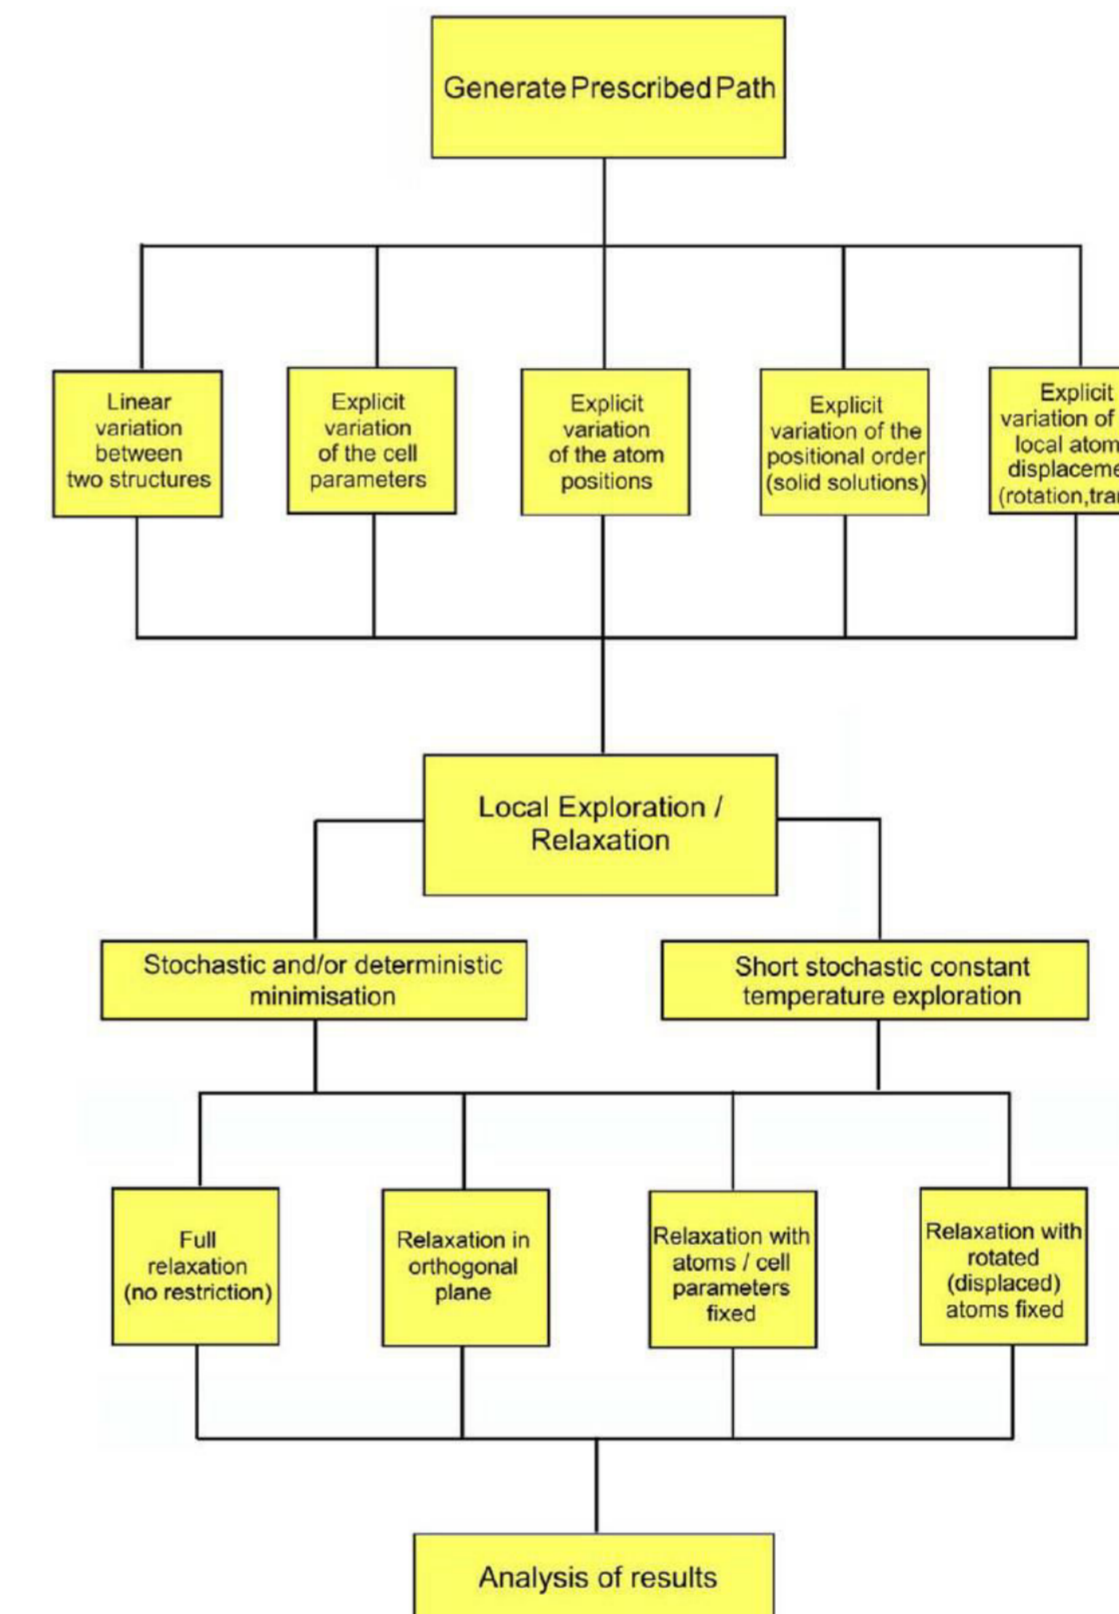 Generate Prescribed Path
Linear
variation
between
two structures
Explicit
variation
of the cell
parameters
Explicit
variation
of the atom
positions
Explicit
variation of the
positional order
(solid solutions)
Explicit
variation of
local
Local Exploration /
Relaxation
Stochastic and/or deterministic
minimisation
Short stochastic constant
temperature exploration
Full
relaxation
(no restriction)
Relaxation in
orthogonal
plane
Relaxation with
atoms / cell
parameters
fixed
Relaxation with
rotated
(displaced)
atoms fixed
Analysis of results